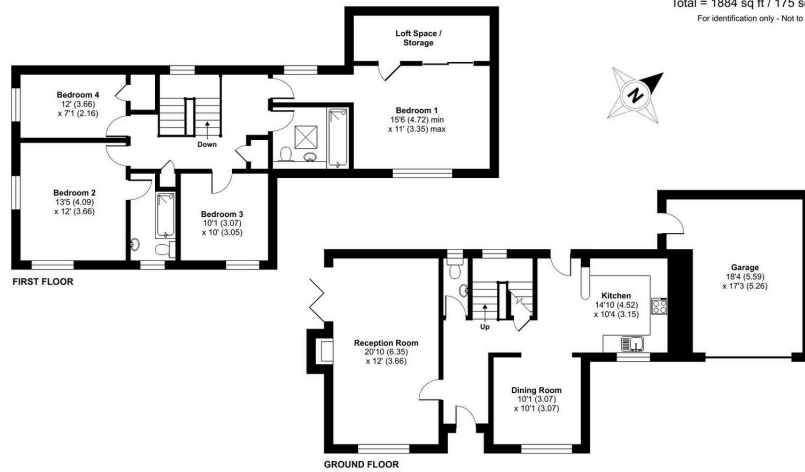 Total = 1884 sq ft / 175 s
For identification only - Not to
Loft Space /
Storage
Bedroom 4
12' (3.66)
x 7'1 (2.16)
Down
Bedroom 1
15'6 (4.72) min
x 11' (3.35) max
N
Bedroom 2
13'5 (4.09)
x 12' (3.66)
Bedroom 3
10'1 (3.07)
x 10' (3.05)
FIRST FLOOR
Garage
18'4 (5.59)
x 17'3 (5.26)
Kitchen
14'10 (4.52)
x 10'4 (3.15)
Up
Reception Room
20'10 (6.35)
x 12' (3.66)
Dining Room
10'1 (3.07)
x 10'1 (3.07)
GROUND FLOOR